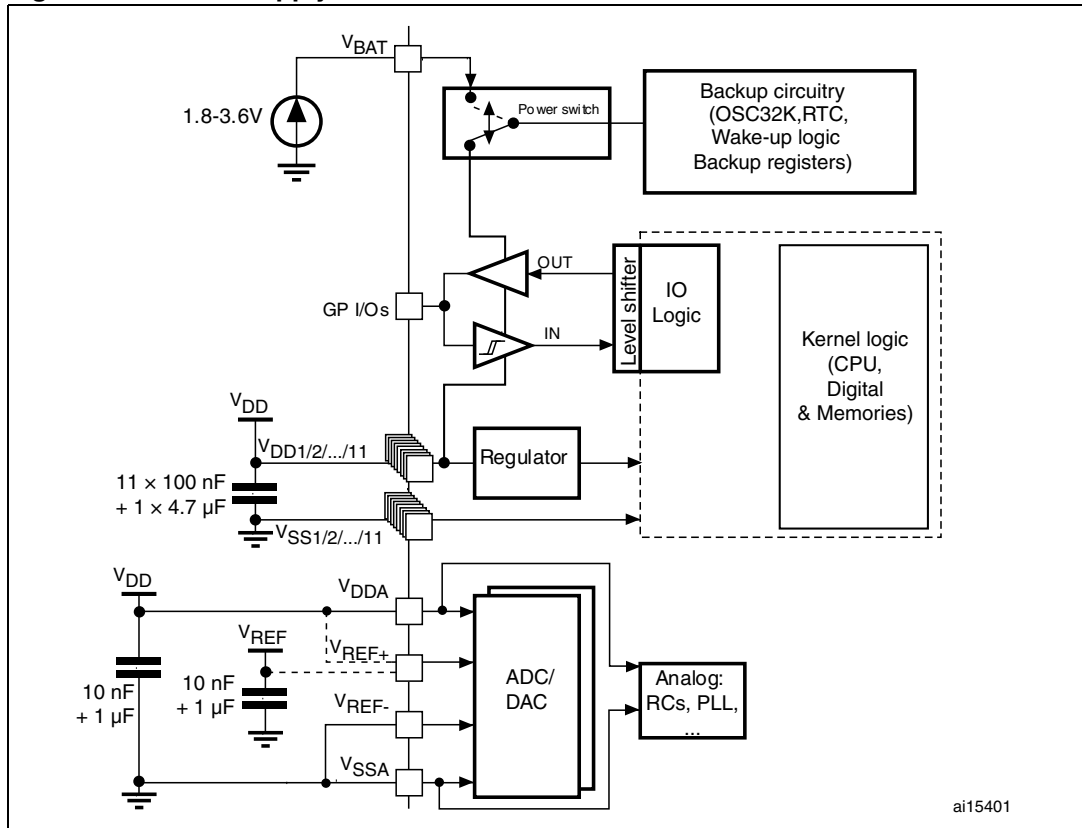 VBAT
1.8-3.6V
Power switch
Backup circuitry
(OSC32K,RTC,
Wake-up logic
Backup registers)
OUT
GP I/Os
IN
Level shifter
IO
Logic
Kernel logic
(CPU,
Digital
& Memories)
VDD
VDD1/2/.../11
11 × 100 nF
+ 1 × 4.7 µF
Regulator
VSS1/2/.../11
VDD
VDDA
VREF
VREF+
10 nF
+ 1 µF
10 nF
+ 1 µF
VREF-
ADC/
DAC
Analog:
RCs, PLL,
...
VSSA
ai15401